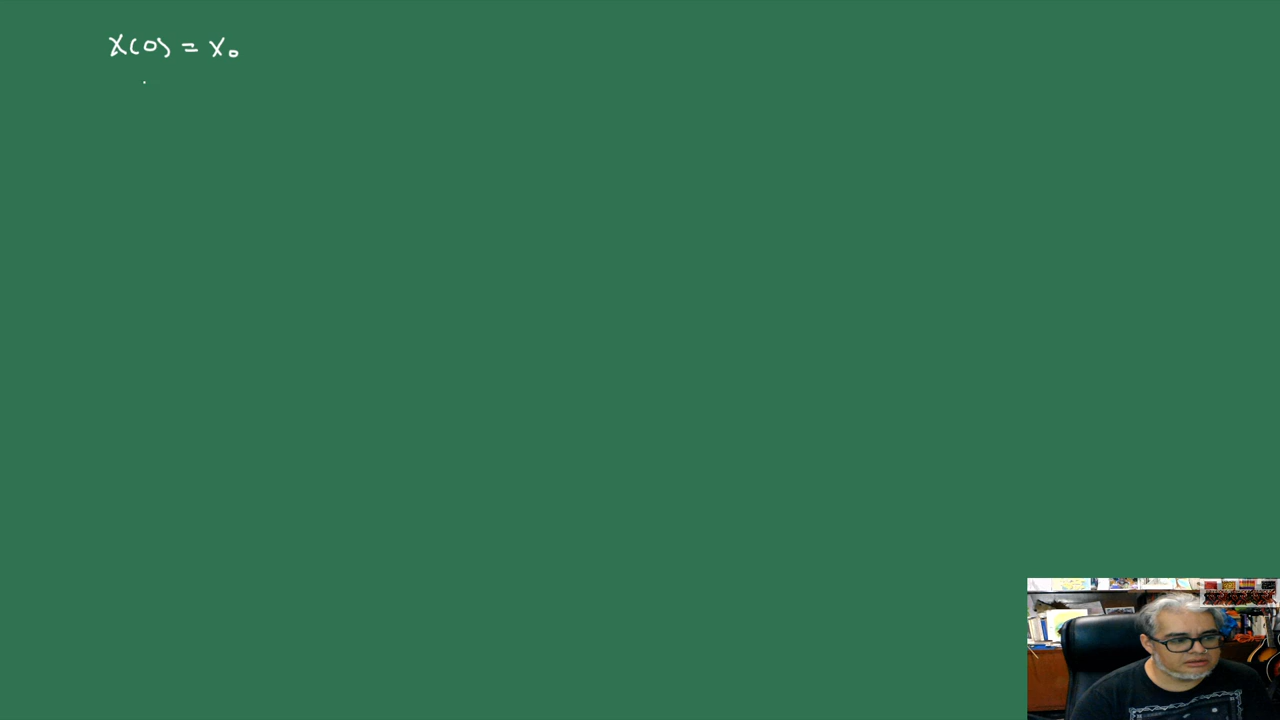 x(0) = x₀